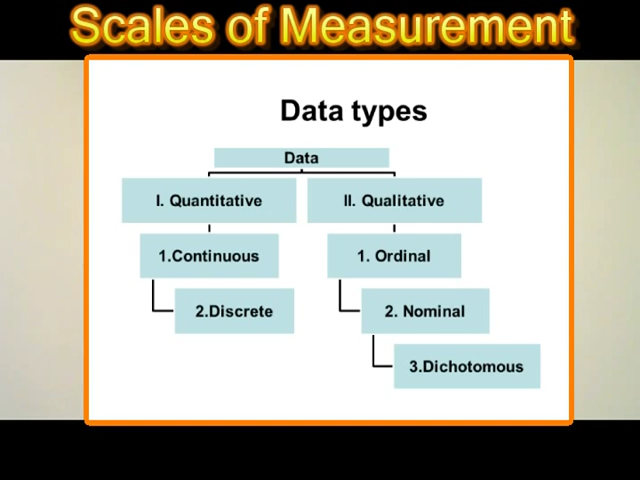 Scales of Measurement
Data types
Data
I. Quantitative
II. Qualitative
1.Continuous
1. Ordinal
2.Discrete
2. Nominal
3.Dichotomous